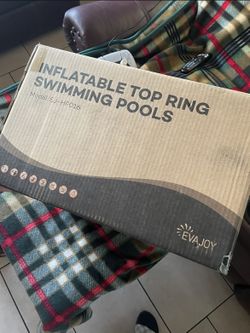 INFLATABLE TOP RING
SWIMMING POOLS
EVAJOY